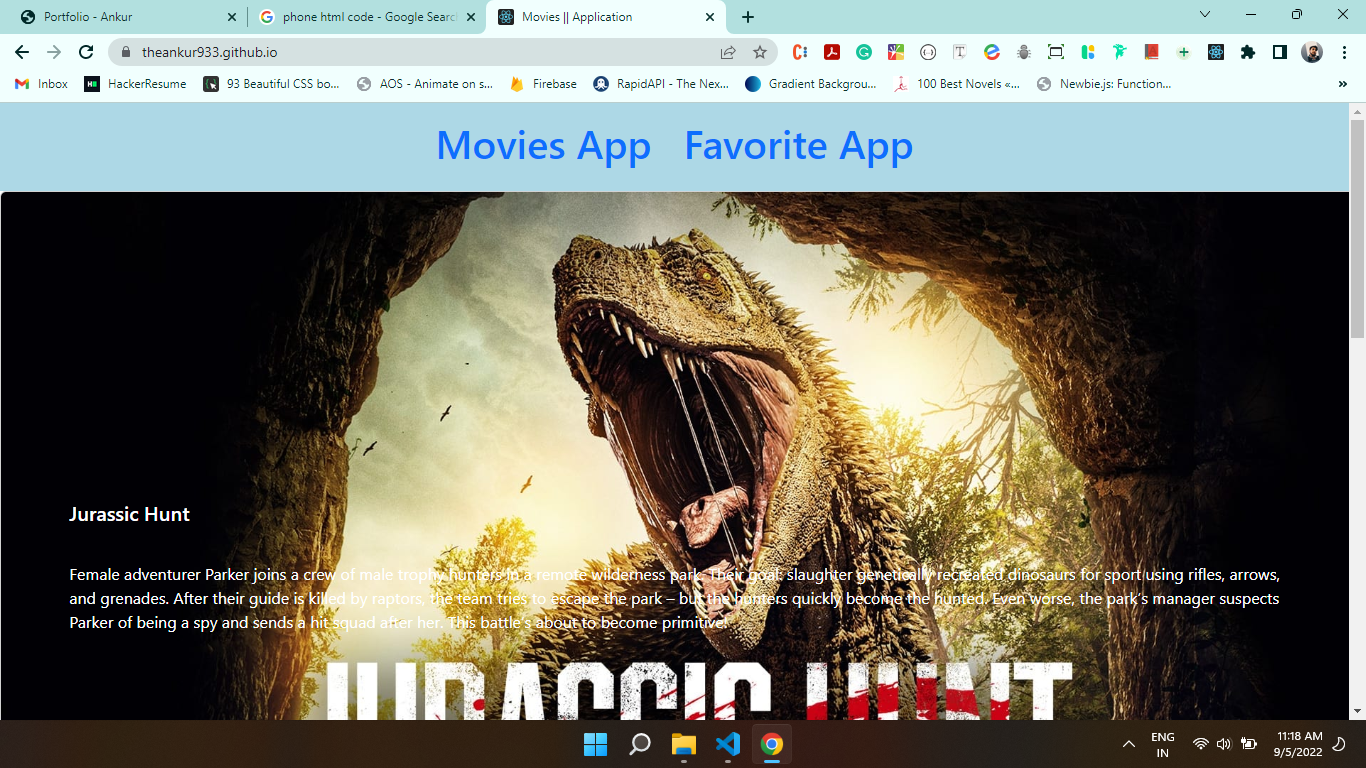 Portfolio - Ankur
phone html code - Google Searc
Movies || Application
theankur933.github.io
Inbox
HackerResume
93 Beautiful CSS bo...
AOS - Animate on s...
Firebase
RapidAPI - The Nex...
Gradient Backgrou...
100 Best Novels «...
Newbie.js: Function...
»
Movies App Favorite App
Jurassic Hunt
Female adventurer Parker joins a crew of male trophy hunters in a remote wilderness park. Their goal: slaughter genetically recreated dinosaurs for sport using rifles, arrows,
and grenades. After their guide is killed by raptors, the team tries to escape the park – but the hunters quickly become the hunted. Even worse, the park’s manager suspects
Parker of being a spy and sends a hit squad after her. This battle’s about to become primitive!
JURASSIC HUNT
ENG
IN
11:18 AM
9/5/2022